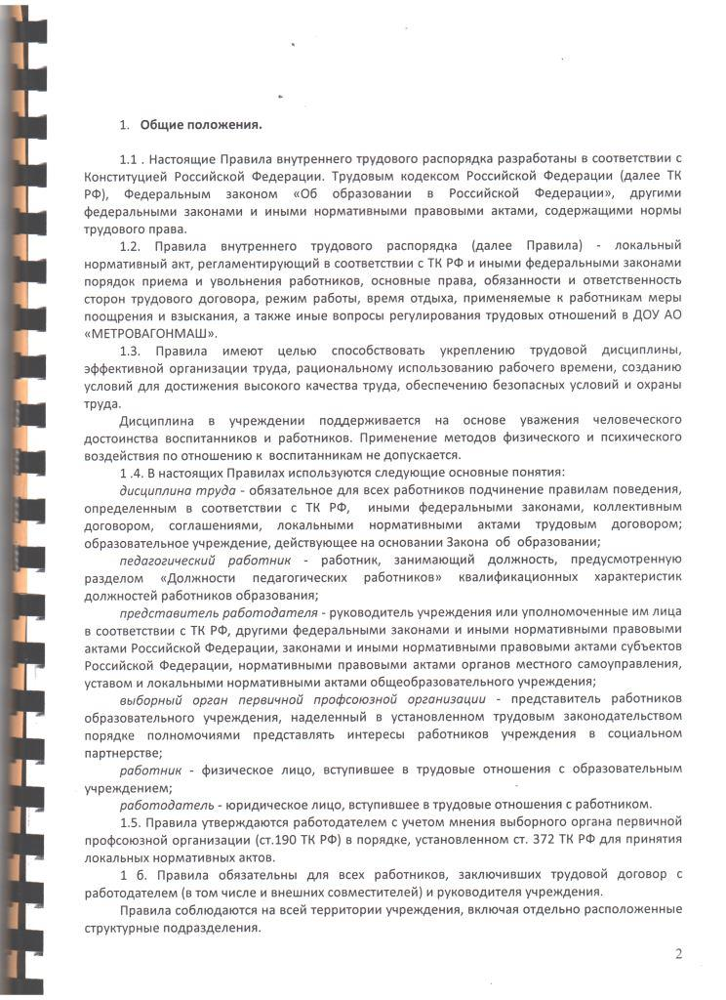 1. Общие положения.
1.1 . Настоящие Правила внутреннего трудового распорядка разработаны в соответствии с
Конституцией Российской Федерации. Трудовым кодексом Российской Федерации (далее ТК
РФ), Федеральным законом «Об образовании в Российской Федерации», другими
федеральными законами и иными нормативными правовыми актами, содержащими нормы
трудового права.
1.2. Правила внутреннего трудового распорядка (далее Правила) - локальный
нормативный акт, регламентирующий в соответствии с ТК РФ и иными федеральными законами
порядок приема и увольнения работников, основные права, обязанности и ответственность
сторон трудового договора, режим работы, время отдыха, применяемые к работникам меры
поощрения и взыскания, а также иные вопросы регулирования трудовых отношений в ДОУ АО
«МЕТРОВАГОНМАШ».
1.3. Правила имеют целью способствовать укреплению трудовой дисциплины,
эффективной организации труда, рациональному использованию рабочего времени, созданию
условий для достижения высокого качества труда, обеспечению безопасных условий и охраны
труда.
Дисциплина в учреждении поддерживается на основе уважения человеческого
достоинства воспитанников и работников. Применение методов физического и психического
воздействия по отношению к воспитанникам не допускается.
1 .4. В настоящих Правилах используются следующие основные понятия:
дисциплина труда - обязательное для всех работников подчинение правилам поведения,
определенным в соответствии с ТК РФ, иными федеральными законами, коллективным
договором, соглашениями, локальными нормативными актами трудовым договором;
образовательное учреждение, действующее на основании Закона об образовании;
педагогический работник - работник, занимающий должность, предусмотренную
разделом «Должности педагогических работников» квалификационных характеристик
должностей работников образования;
представитель работодателя - руководитель учреждения или уполномоченные им лица
в соответствии с ТК РФ, другими федеральными законами и иными нормативными правовыми
актами Российской Федерации, законами и иными нормативными правовыми актами субъектов
Российской Федерации, нормативными правовыми актами органов местного самоуправления,
уставом и локальными нормативными актами общеобразовательного учреждения;
выборный орган первичной профсоюзной организации - представитель работников
образовательного учреждения, наделенный в установленном трудовым законодательством
порядке полномочиями представлять интересы работников учреждения в социальном
партнерстве;
работник - физическое лицо, вступившее в трудовые отношения с образовательным
учреждением;
работодатель - юридическое лицо, вступившее в трудовые отношения с работником.
1.5. Правила утверждаются работодателем с учетом мнения выборного органа первичной
профсоюзной организации (ст.190 ТК РФ) в порядке, установленном ст. 372 ТК РФ для принятия
локальных нормативных актов.
1 б. Правила обязательны для всех работников, заключивших трудовой договор с
работодателем (в том числе и внешних совместителей) и руководителя учреждения.
Правила соблюдаются на всей территории учреждения, включая отдельно расположенные
структурные подразделения.
2